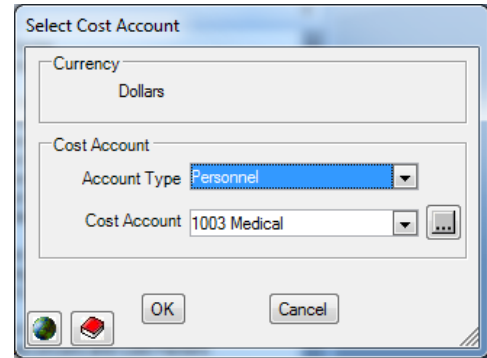 Select Cost Account
Currency
Dollars
Cost Account
Account Type Personnel
Cost Account 1003 Medical ...
OK Cancel